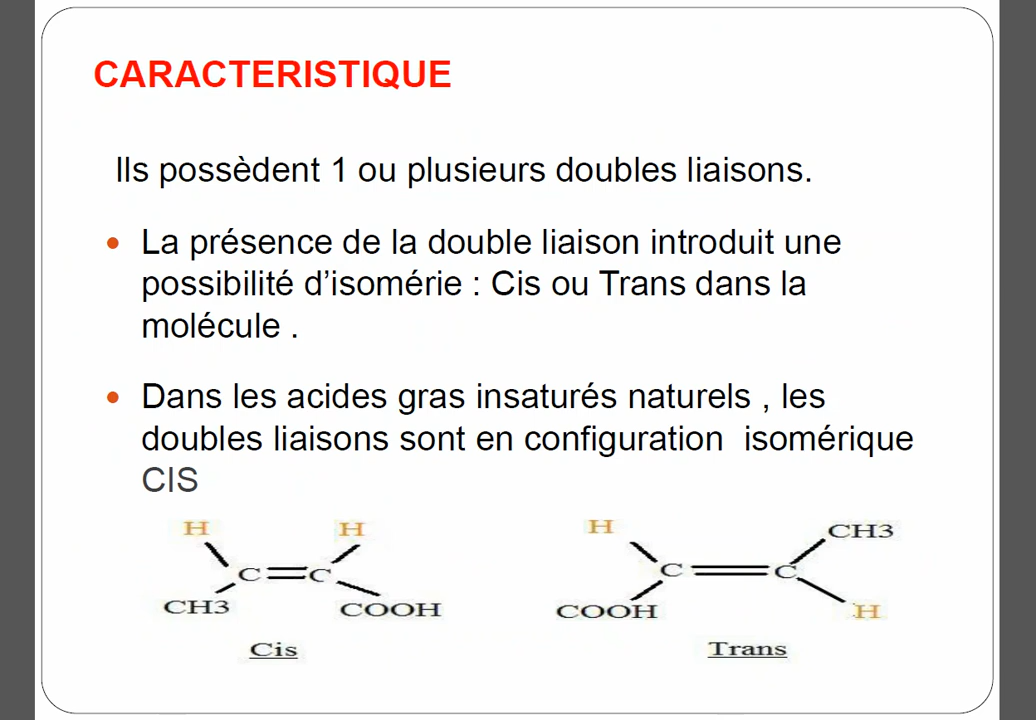 CARACTERISTIQUE
Ils possèdent 1 ou plusieurs doubles liaisons.
• La présence de la double liaison introduit une
possibilité d'isomérie : Cis ou Trans dans la
molécule .
• Dans les acides gras insaturés naturels , les
doubles liaisons sont en configuration isomérique
CIS
H H
C C
CH3 COOH
Cis
H CH3
C C
COOH H
Trans